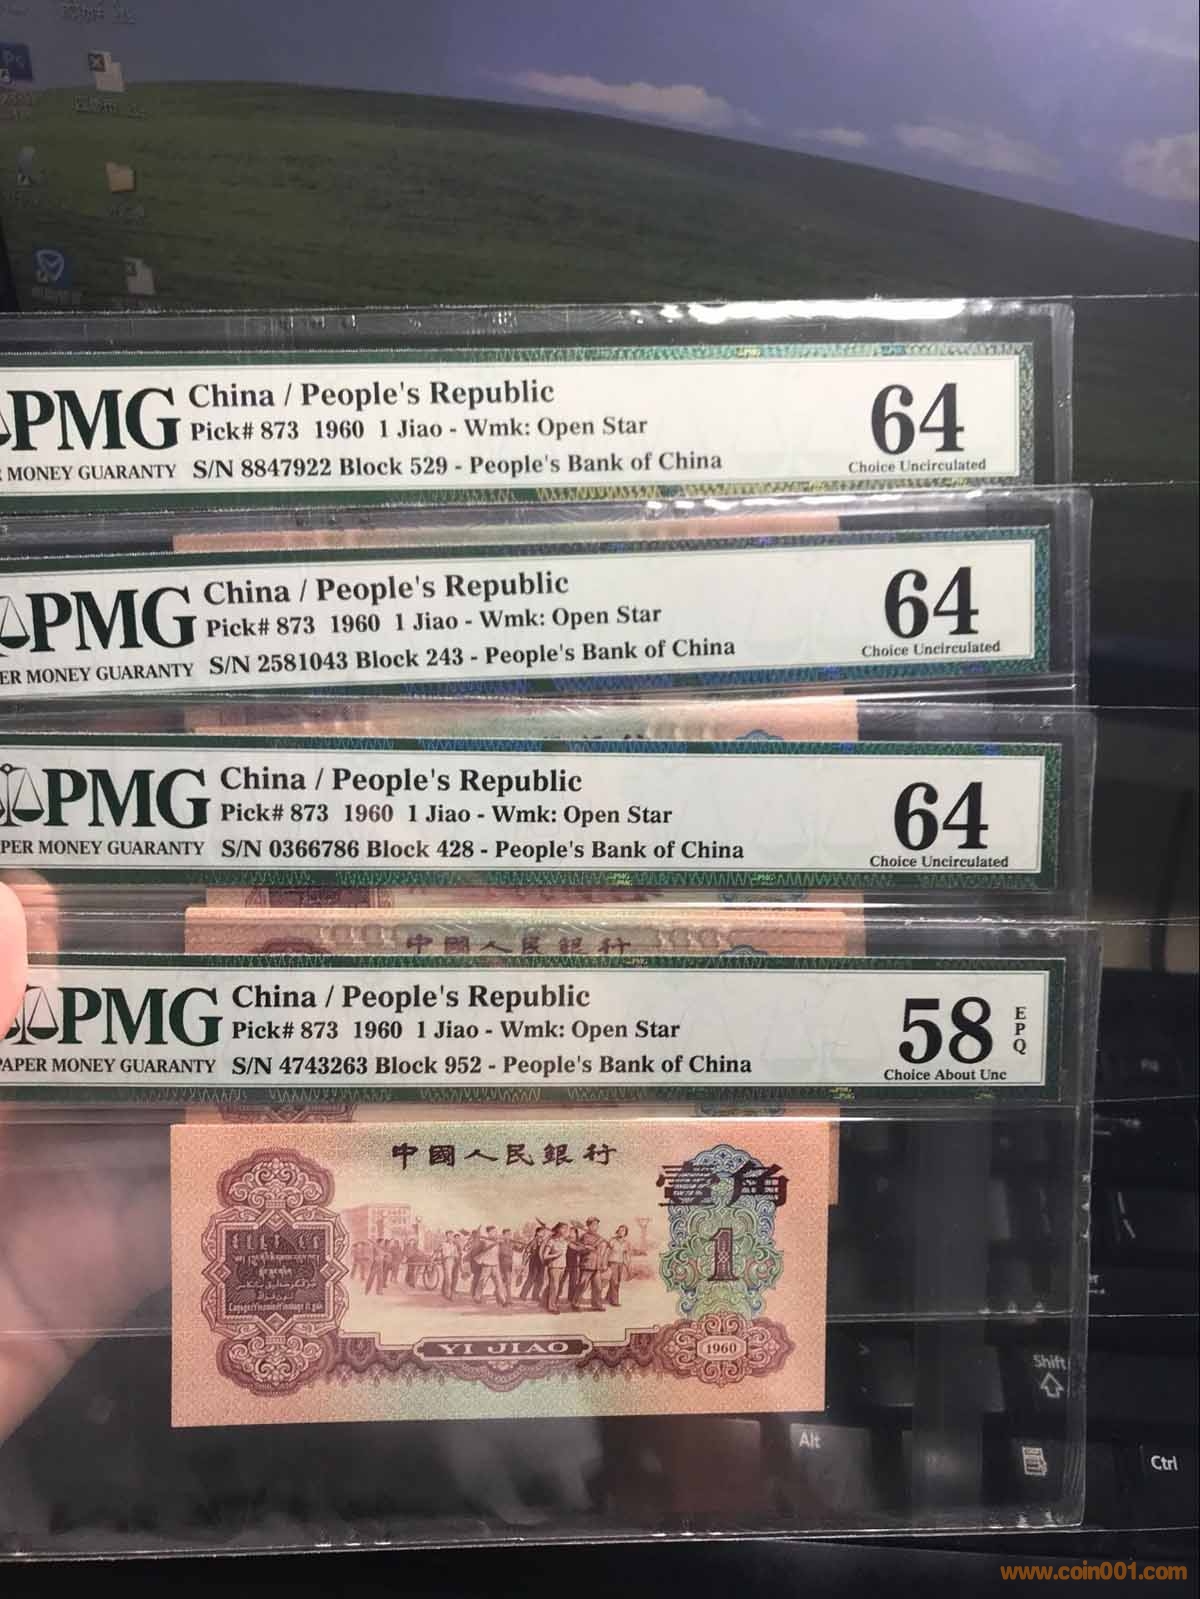 PMG
China / People's Republic
Pick# 873 1960 1 Jiao - Wmk: Open Star
MONEY GUARANTY
S/N 8847922 Block 529 - People's Bank of China
64
Choice Uncirculated
PMG
China / People's Republic
Pick# 873 1960 1 Jiao - Wmk: Open Star
ER MONEY GUARANTY
S/N 2581043 Block 243 - People's Bank of China
64
Choice Uncirculated
PMG
China / People's Republic
Pick# 873 1960 1 Jiao - Wmk: Open Star
PER MONEY GUARANTY
S/N 0366786 Block 428 - People's Bank of China
64
Choice Uncirculated
中國人民銀行
PMG
China / People's Republic
Pick# 873 1960 1 Jiao - Wmk: Open Star
PAPER MONEY GUARANTY
S/N 4743263 Block 952 - People's Bank of China
58
EPQ
Choice About Unc
中國人民銀行
壹角
1
YI JIAO
1960
Shift
Alt
Ctrl
www.coin001.com